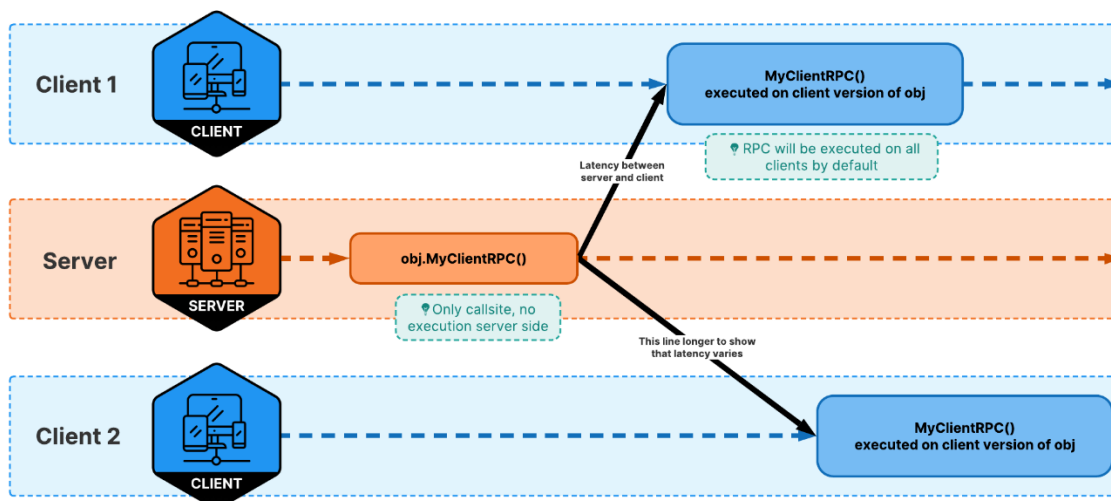 Client 1
CLIENT
MyClientRPC()
executed on client version of obj
RPC will be executed on all
clients by default
Latency between
server and client
Server
SERVER
obj.MyClientRPC()
Only callsite, no
execution server side
This line longer to show
that latency varies
Client 2
CLIENT
MyClientRPC()
executed on client version of obj